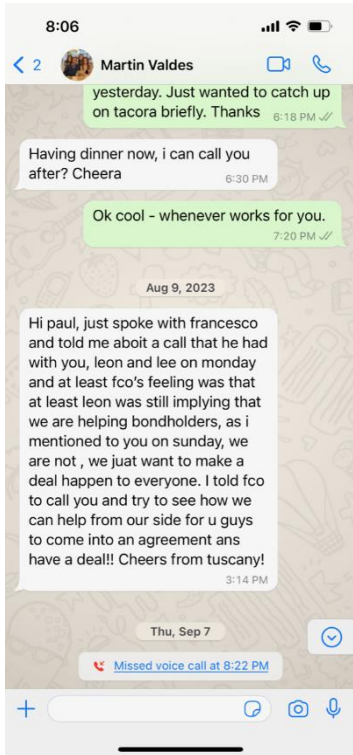 8:06
2
Martin Valdes
yesterday. Just wanted to catch up
on tacora briefly. Thanks
6:18 PM
Having dinner now, i can call you
after? Cheera
6:30 PM
Ok cool - whenever works for you.
7:20 PM
Aug 9, 2023
Hi paul, just spoke with francesco
and told me aboit a call that he had
with you, leon and lee on monday
and at least fco's feeling was that
at least leon was still implying that
we are helping bondholders, as i
mentioned to you on sunday, we
are not , we juat want to make a
deal happen to everyone. I told fco
to call you and try to see how we
can help from our side for u guys
to come into an agreement ans
have a deal!! Cheers from tuscany!
3:14 PM
Thu, Sep 7
Missed voice call at 8:22 PM